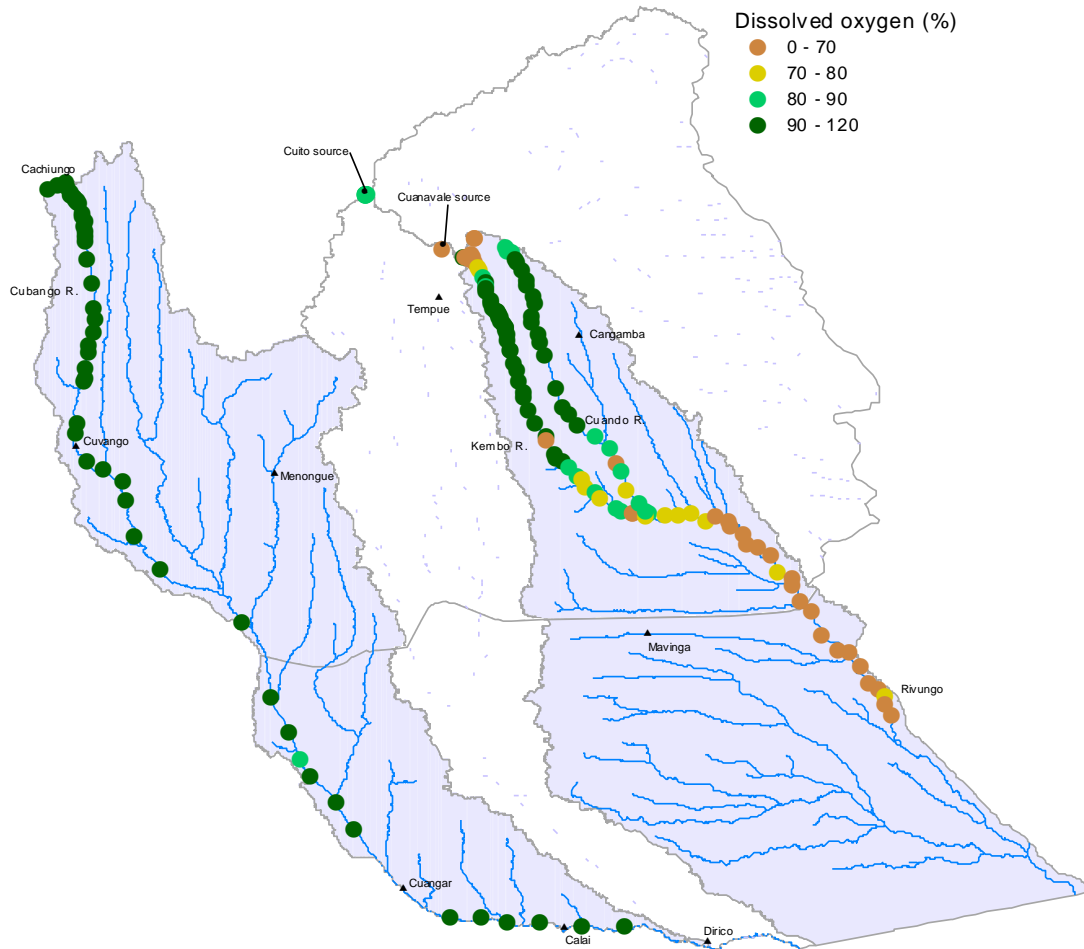 Dissolved oxygen (%)
0 - 70
70 - 80
80 - 90
90 - 120
Cuito source
Cachiungo
Cuanavale source
Cubango R.
Tempue
Cangamba
Cuando R.
Kembo R.
Cuvango
Menongue
Mavinga
Rivungo
Cuangar
Calai
Dirico